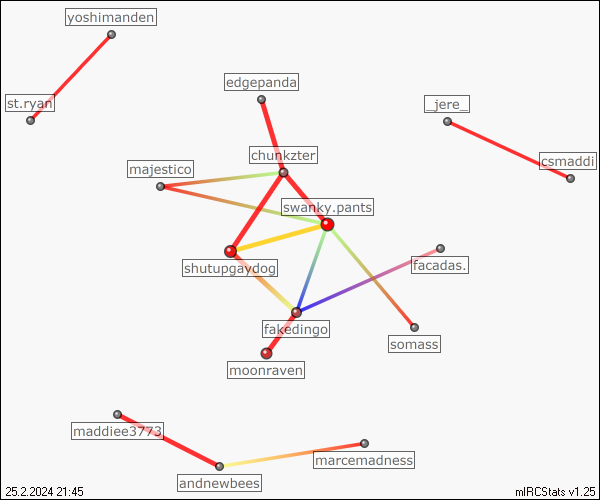 yoshimanden
edgepanda
st.ryan
_jere_
chunkzter
csmaddi
majestico
swanky.pants
shutupgavdog
facadas.
fakedingo
somass
moonraven
maddiee3773
marcemadness
andnewbees
25.2.2024 21:45
mIRCStats v1.25